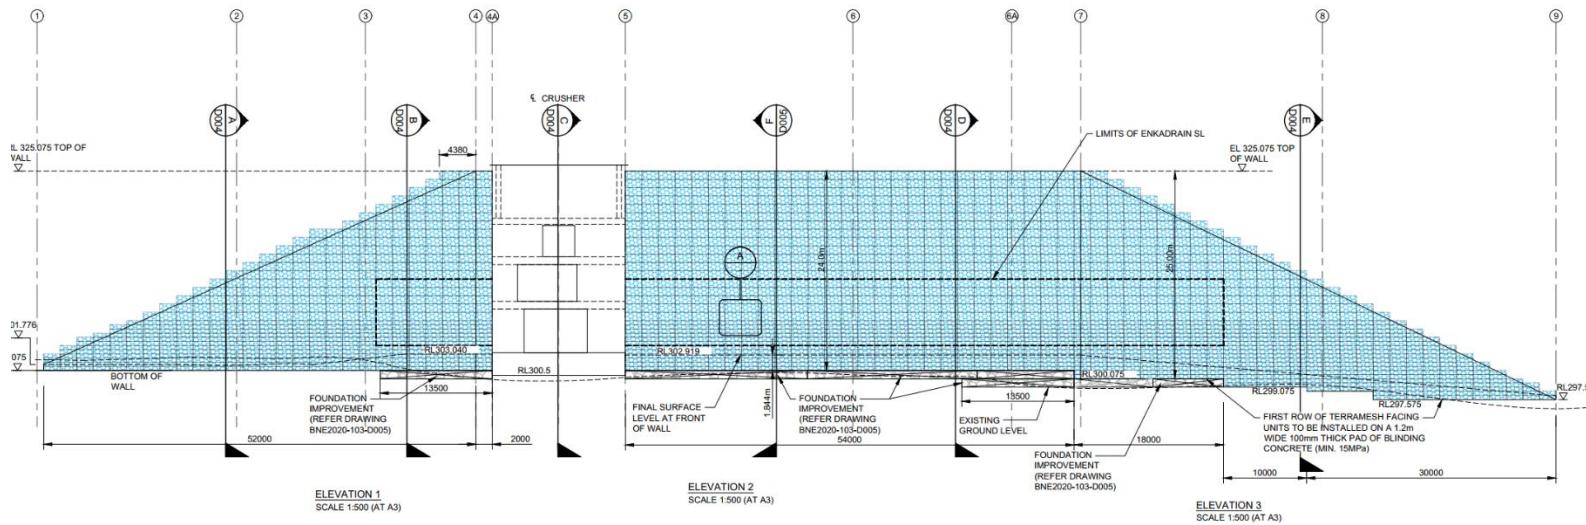 1
2
3
4
4A
5
6
6A
7
8
9
℄ CRUSHER
A
D004
B
D004
C
D004
F
D005
D
D004
E
D004
LIMITS OF ENKADRAIN SL
RL 325.075 TOP OF
WALL
4380
EL 325.075 TOP
OF WALL
24.0m
25.00m
A
01.776
075
RL303.040
RL302.919
RL300.5
RL300.075
RL299.075
RL297.575
RL297.5
BOTTOM OF
WALL
13500
FOUNDATION
IMPROVEMENT
(REFER DRAWING
BNE2020-103-D005)
FINAL SURFACE
LEVEL AT FRONT
OF WALL
1.844m
FOUNDATION
IMPROVEMENT
(REFER DRAWING
BNE2020-103-D005)
13500
EXISTING
GROUND LEVEL
FIRST ROW OF TERRAMESH FACING
UNITS TO BE INSTALLED ON A 1.2m
WIDE 100mm THICK PAD OF BLINDING
CONCRETE (MIN. 15MPa)
52000
2000
54000
18000
FOUNDATION
IMPROVEMENT
(REFER DRAWING
BNE2020-103-D005)
10000
30000
ELEVATION 1
SCALE 1:500 (AT A3)
ELEVATION 2
SCALE 1:500 (AT A3)
ELEVATION 3
SCALE 1:500 (AT A3)